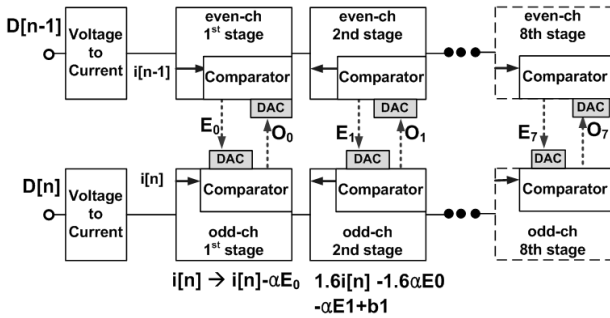 D[n-1]
Voltage
to
Current
i[n-1]
even-ch
1st stage
Comparator
DAC
even-ch
2nd stage
Comparator
DAC
even-ch
8th stage
Comparator
DAC
E0
O0
E1
O1
E7
O7
D[n]
Voltage
to
Current
i[n]
DAC
Comparator
odd-ch
1st stage
DAC
Comparator
odd-ch
2nd stage
DAC
Comparator
odd-ch
8th stage
i[n] → i[n]-αE0
1.6i[n] -1.6αE0
-αE1+b1